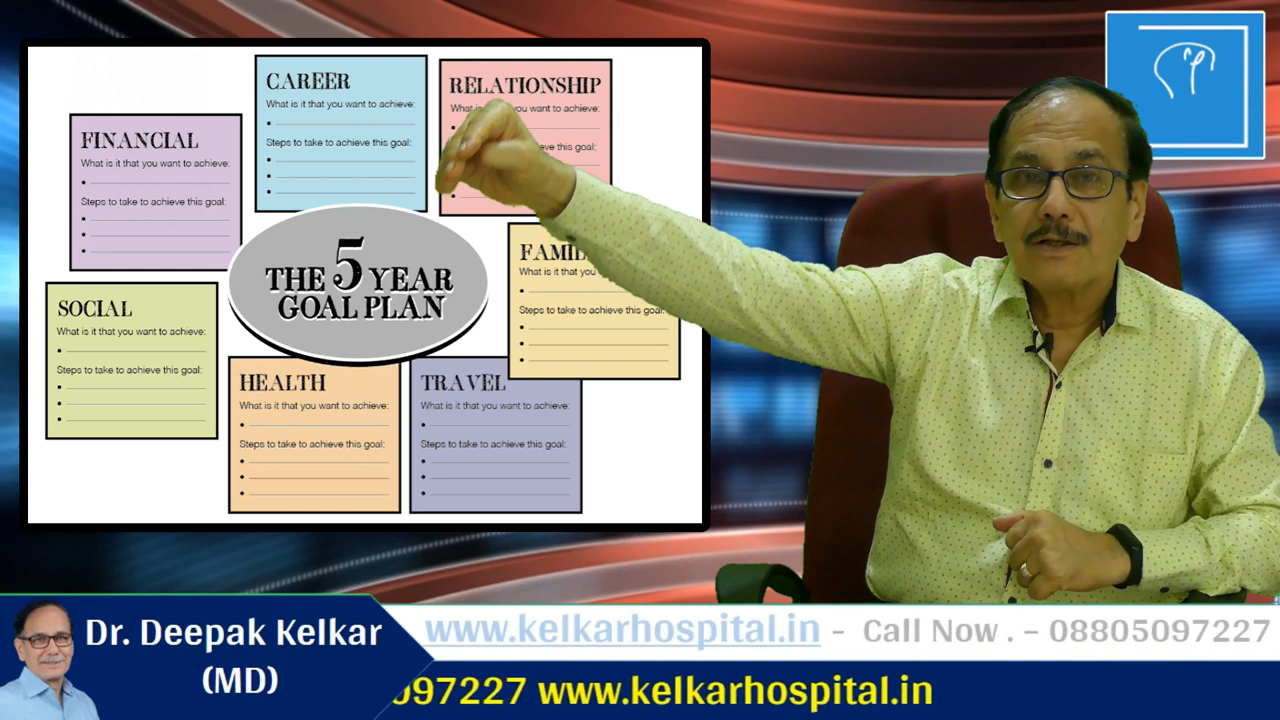 CAREER
What is it that you want to achieve:
Steps to take to achieve this goal:
RELATIONSHIP
What is you want to achieve:
eve this goal:
FINANCIAL
What is it that you want to achieve:
Steps to take to achieve this goal:
THE 5 YEAR
GOAL PLAN
What is it that you
Steps to take to achieve this goal:
SOCIAL
What is it that you want to achieve:
Steps to take to achieve this goal:
HEALTH
What is it that you want to achieve:
Steps to take to achieve this goal:
TRAVEL
What is it that you want to achieve:
Steps to take to achieve this goal:
Dr. Deepak Kelkar
(MD)
www.kelkarhospital.in - Call Now . - 08805097227
097227 www.kelkarhospital.in